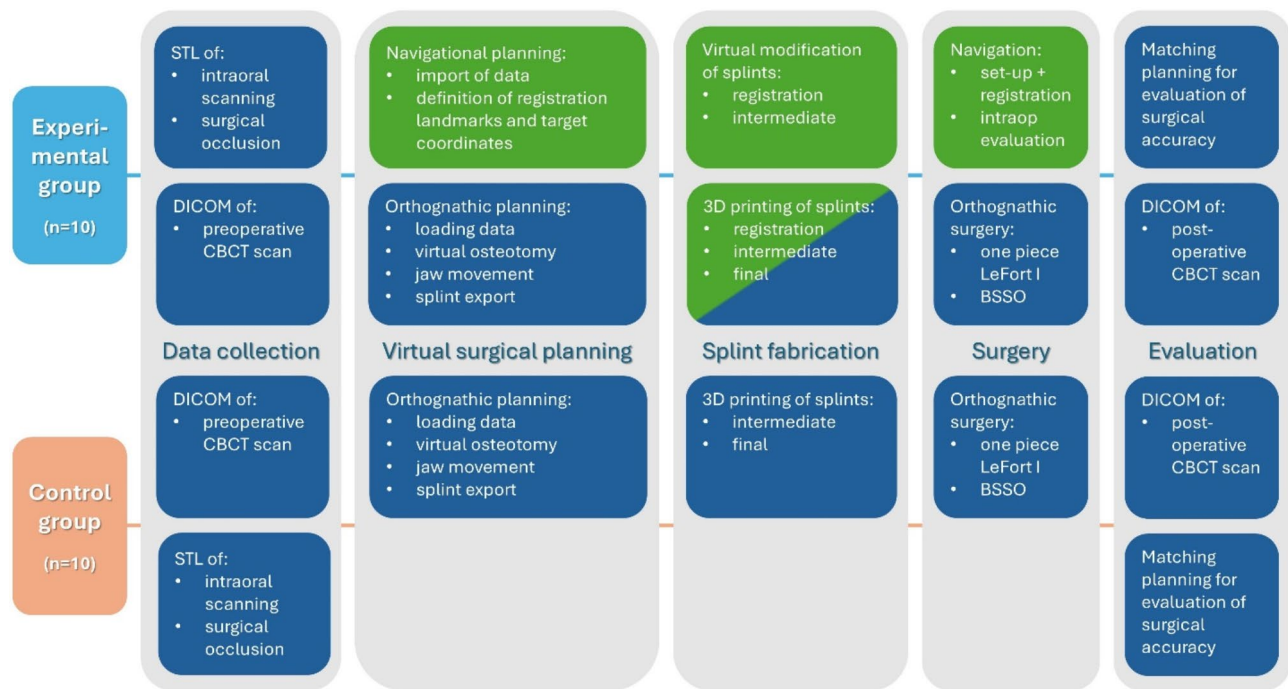 Experi-
mental
group
(n=10)
STL of:
• intraoral
scanning
• surgical
occlusion
Navigational planning:
• import of data
• definition of registration
landmarks and target
coordinates
Virtual modification
of splints:
• registration
• intermediate
Navigation:
• set-up +
registration
• intraop
evaluation
Matching
planning for
evaluation of
surgical
accuracy
DICOM of:
• preoperative
CBCT scan
Orthognathic planning:
• loading data
• virtual osteotomy
• jaw movement
• splint export
3D printing of splints:
• registration
• intermediate
• final
Orthognathic
surgery:
• one piece
LeFort I
• BSSO
DICOM of:
• post-
operative
CBCT scan
Data collection
Virtual surgical planning
Splint fabrication
Surgery
Evaluation
Control
group
(n=10)
DICOM of:
• preoperative
CBCT scan
Orthognathic planning:
• loading data
• virtual osteotomy
• jaw movement
• splint export
3D printing of splints:
• intermediate
• final
Orthognathic
surgery:
• one piece
LeFort I
• BSSO
DICOM of:
• post-
operative
CBCT scan
STL of:
• intraoral
scanning
• surgical
occlusion
Matching
planning for
evaluation of
surgical
accuracy